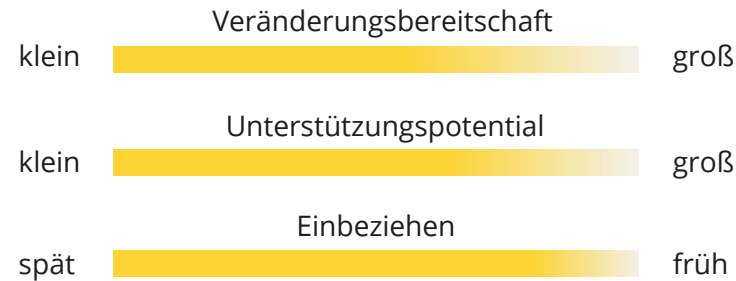 Veränderungsbereitschaft
klein groß
Unterstützungspotential
klein groß
Einbeziehen
spät früh